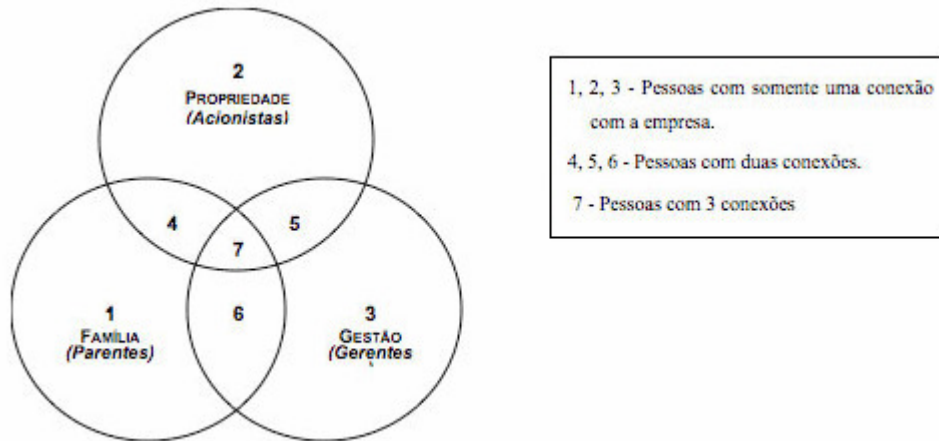 2
PROPRIEDADE
(Acionistas)
4
5
7
1
FAMÍLIA
(Parentes)
6
3
GESTÃO
(Gerentes
1, 2, 3 - Pessoas com somente uma conexão
com a empresa.
4, 5, 6 - Pessoas com duas conexões.
7 - Pessoas com 3 conexões